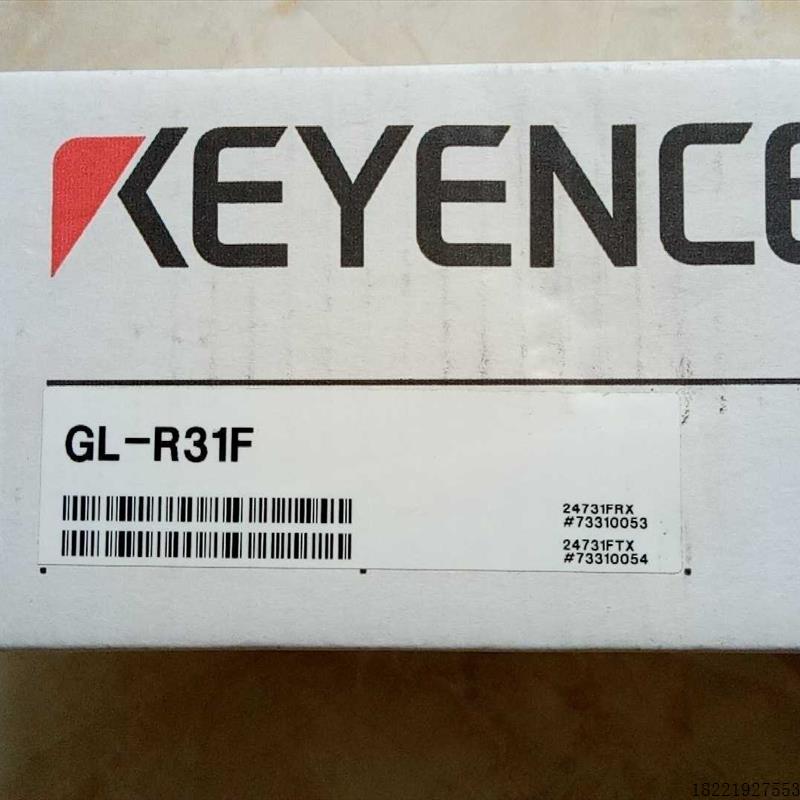 KEYENCE
GL-R31F
24731FRX
#73310053
24731FTX
#73310054
18221927553